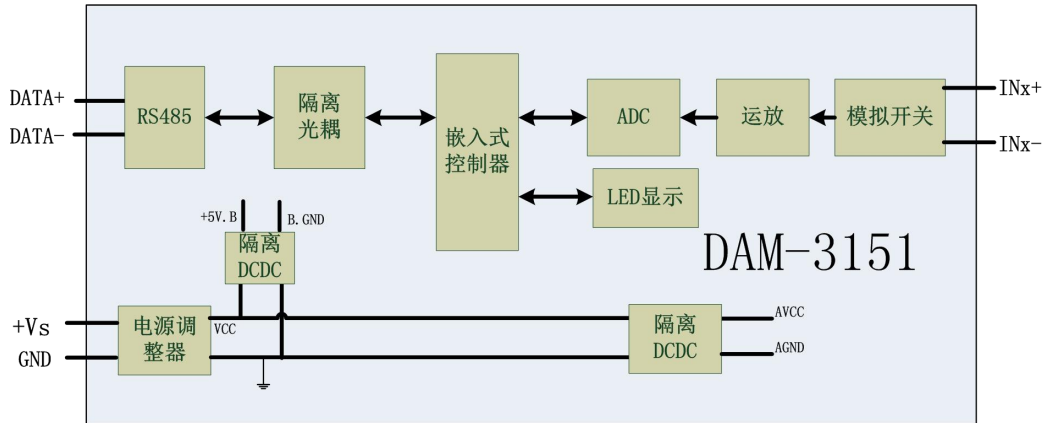 DATA+
DATA-
RS485
隔离
光耦
嵌入式
控制器
ADC
运放
模拟开关
INx+
INx-
LED显示
+5V.B
B.GND
隔离
DCDC
DAM-3151
+Vs
GND
电源调
整器
VCC
隔离
DCDC
AVCC
AGND